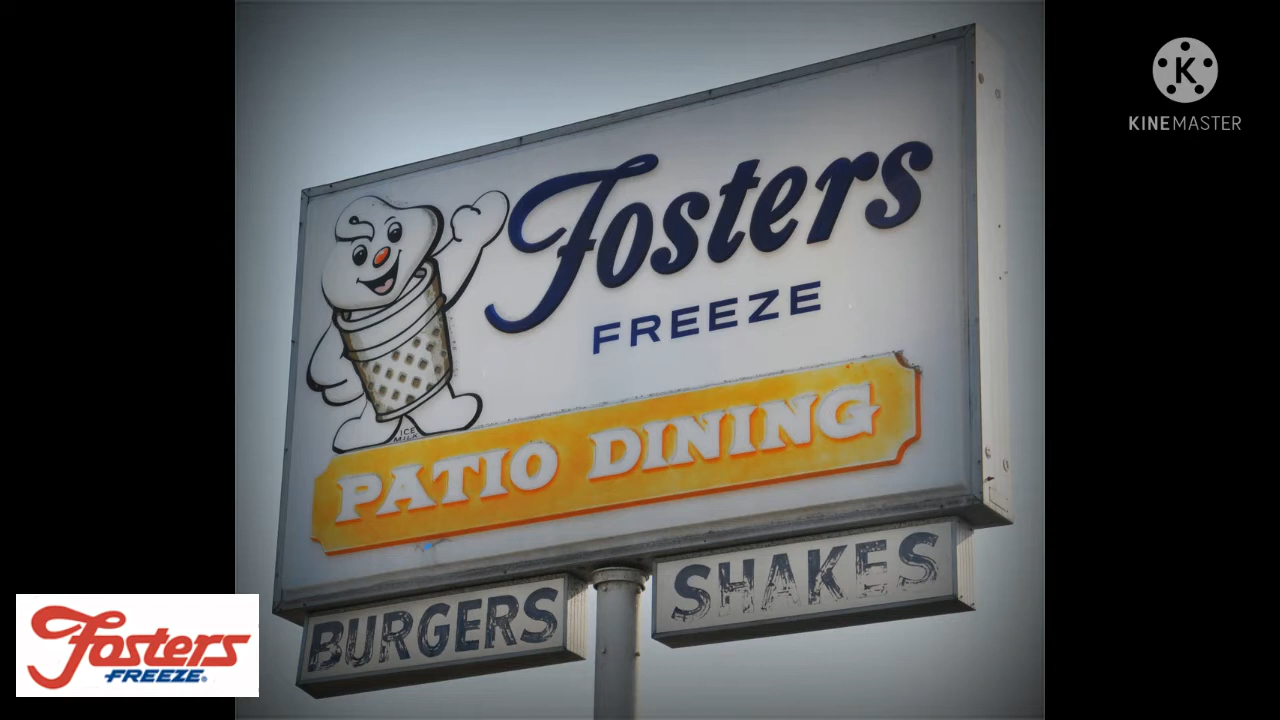 K
KINEMASTER
Fosters
FREEZE
ICE
MILK
PATIO DINING
BURGERS
SHAKES
Fosters
FREEZE®